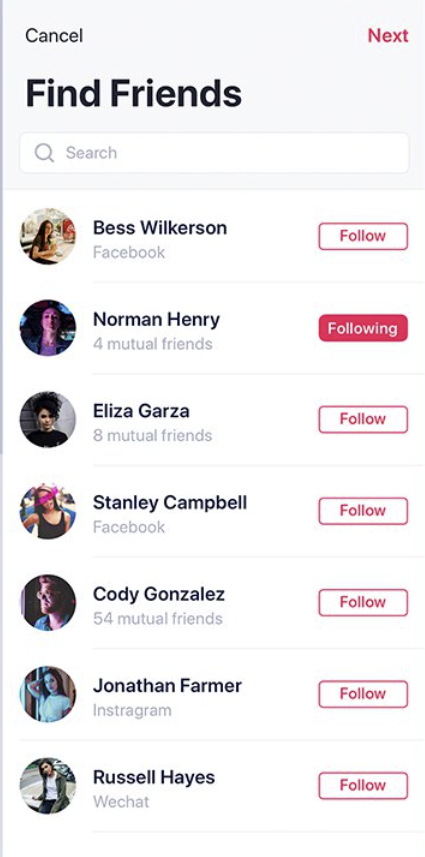 Cancel Next
Find Friends
Search
Bess Wilkerson
Facebook
Follow
Norman Henry
4 mutual friends
Following
Eliza Garza
8 mutual friends
Follow
Stanley Campbell
Facebook
Follow
Cody Gonzalez
54 mutual friends
Follow
Jonathan Farmer
Instragram
Follow
Russell Hayes
Wechat
Follow